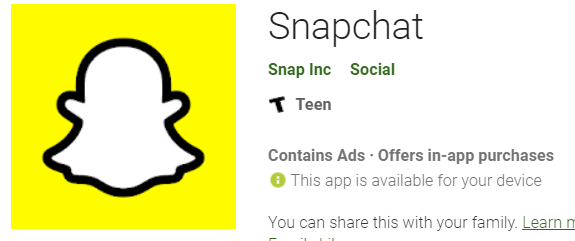 Snapchat
Snap Inc Social
T Teen
Contains Ads · Offers in-app purchases
This app is available for your device
You can share this with your family. Learn